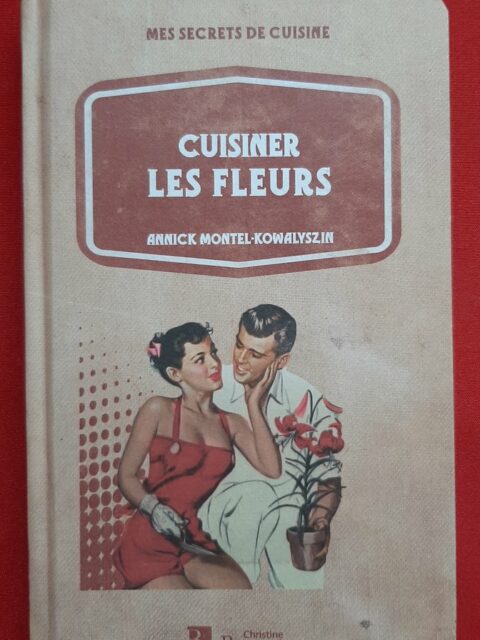 MES SECRETS DE CUISINE
CUISINER
LES FLEURS
ANNICK MONTEL-KOWALYSZIN
Christine